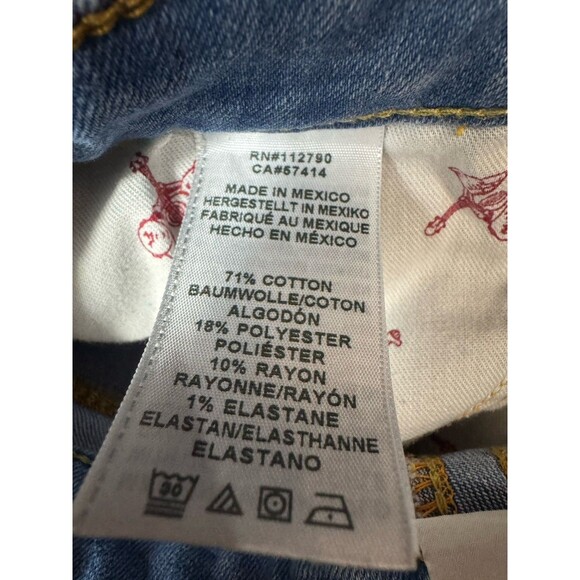 RN#112790
CA#57414
MADE IN MEXICO
HERGESTELLT IN MEXIKO
FABRIQUÉ AU MEXIQUE
HECHO EN MÉXICO
71% COTTON
BAUMWOLLE/COTON
ALGODÓN
18% POLYESTER
POLIÉSTER
10% RAYON
RAYONNE/RAYÓN
1% ELASTANE
ELASTAN/ELASTHANNE
ELASTANO
30